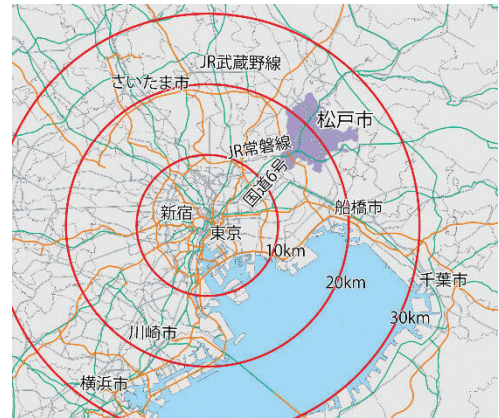 JR武蔵野線
さいたま市
松戸市
JR常磐線
国道6号
新宿
船橋市
東京
10km
千葉市
20km
30km
川崎市
横浜市